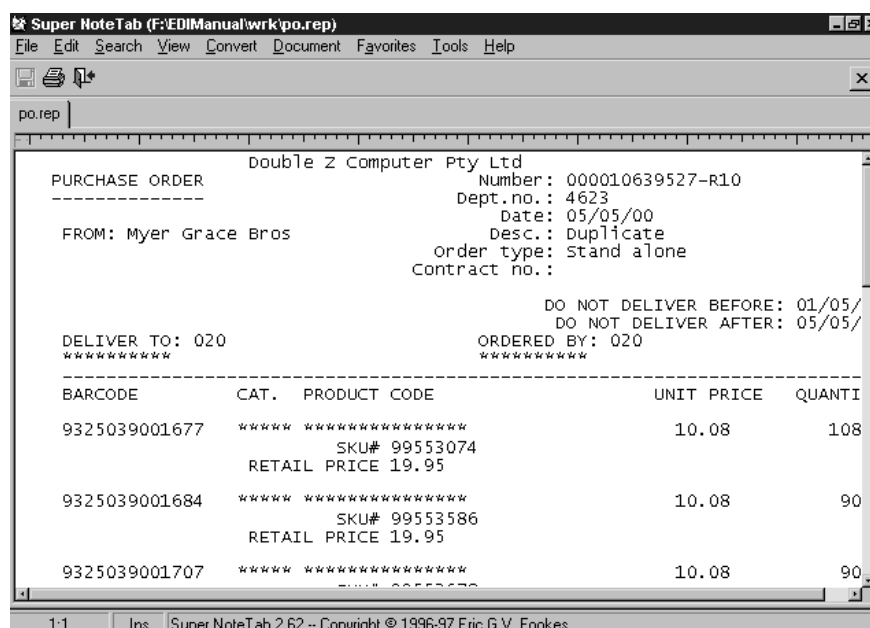 Super NoteTab (F:\EDIManual\wrk\po.rep)
File Edit Search View Convert Document Favorites Tools Help
po.rep
Double Z Computer Pty Ltd
PURCHASE ORDER Number: 000010639527-R10
-------------- Dept.no.: 4623
Date: 05/05/00
FROM: Myer Grace Bros Desc.: Duplicate
Order type: Stand alone
Contract no.:
DO NOT DELIVER BEFORE: 01/05/
DO NOT DELIVER AFTER: 05/05/
DELIVER TO: 020 ORDERED BY: 020
********** **********
BARCODE CAT. PRODUCT CODE UNIT PRICE QUANTI
9325039001677 ***** *************** 10.08 108
SKU# 99553074
RETAIL PRICE 19.95
9325039001684 ***** *************** 10.08 90
SKU# 99553586
RETAIL PRICE 19.95
9325039001707 ***** *************** 10.08 90
1:1 Ins Super NoteTab 2.62 -- Copyright © 1996-97 Eric G.V. Fookes